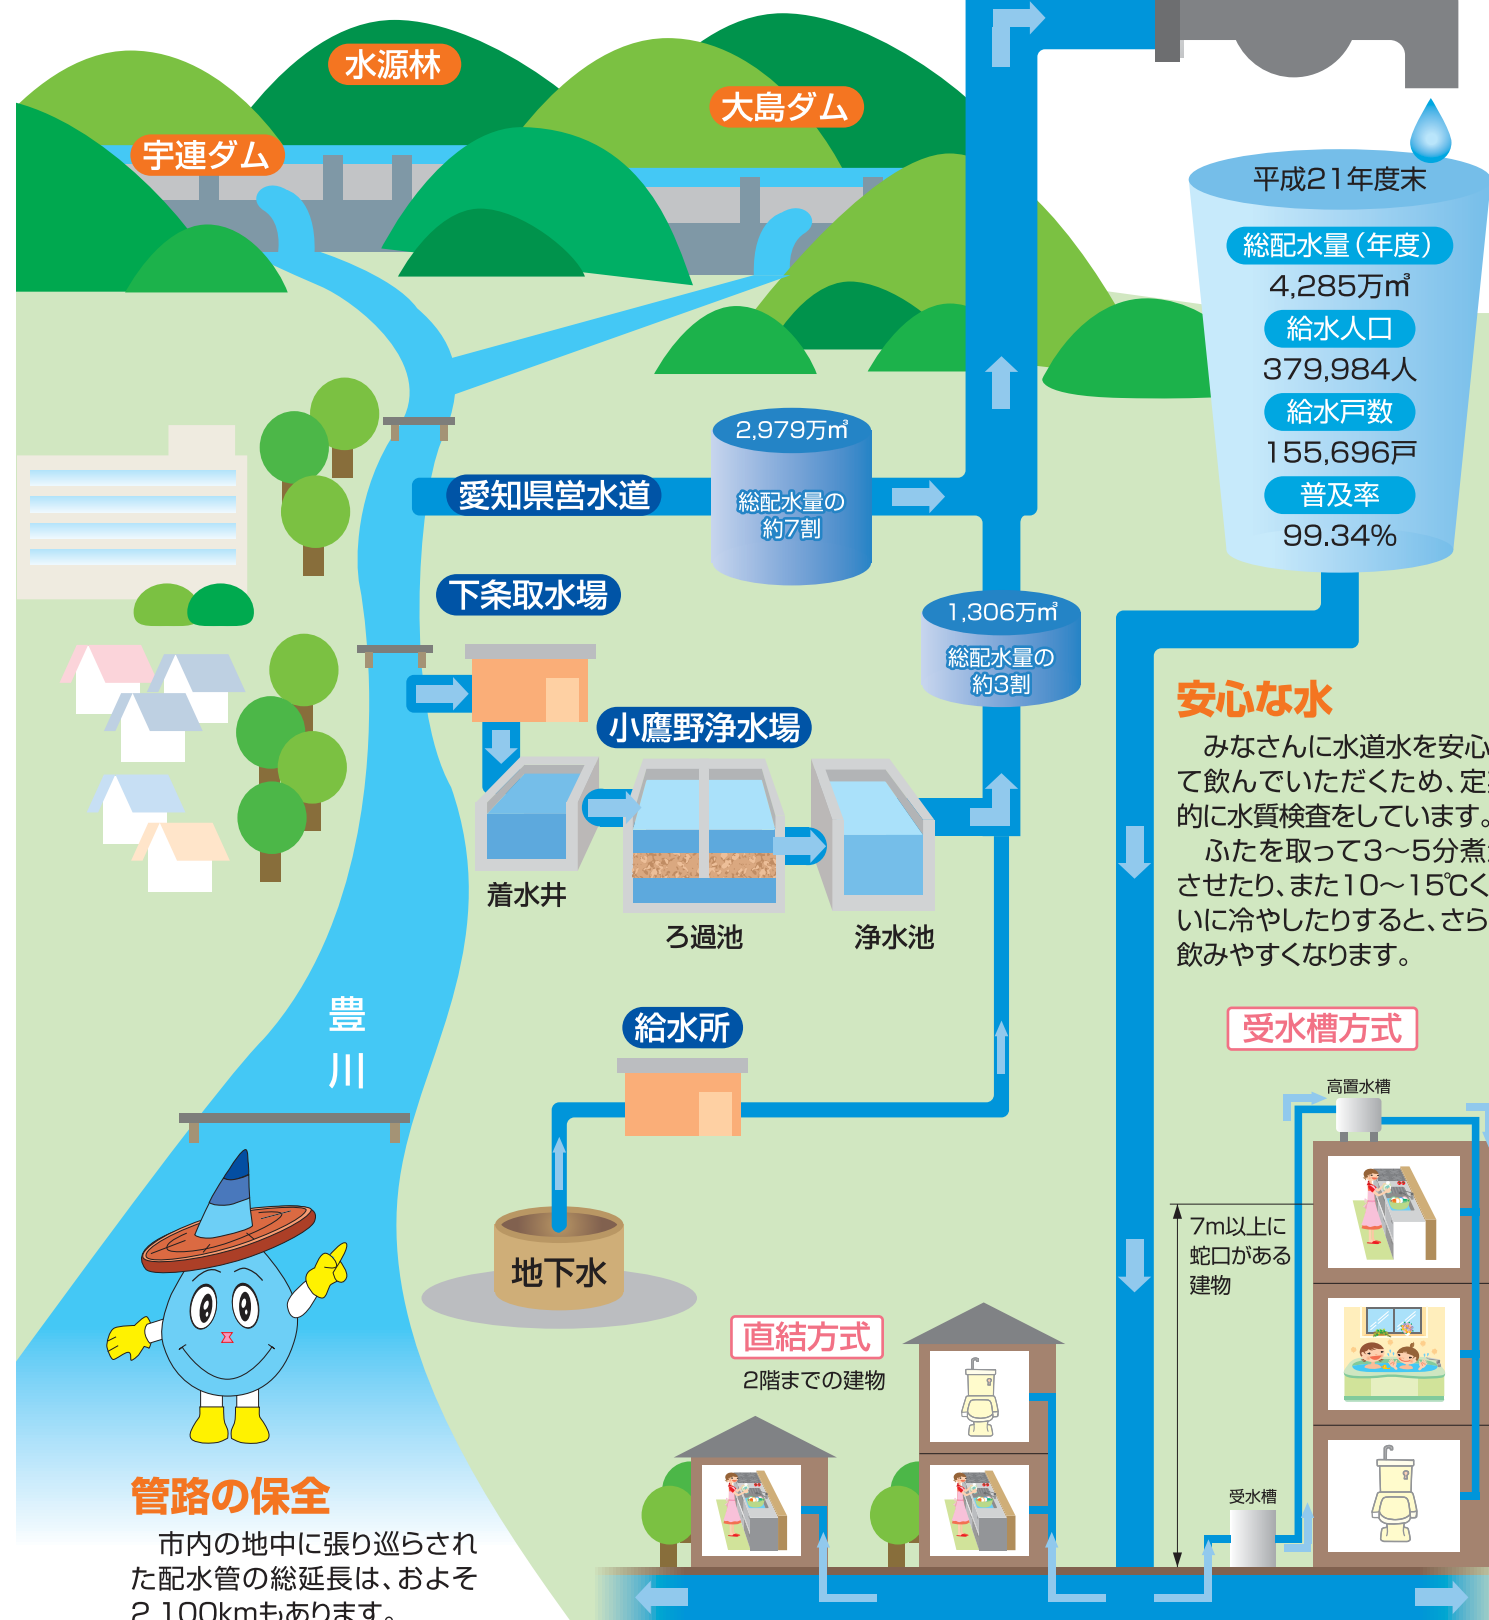 水源林
大島ダム
宇連ダム
平成21年度末
総配水量（年度）
4,285万㎥
給水人口
379,984人
給水戸数
155,696戸
普及率
99.34%
2,979万㎥
総配水量の
約7割
愛知県営水道
下条取水場
1,306万㎥
総配水量の
約3割
小鷹野浄水場
着水井
ろ過池
浄水池
安心な水
みなさんに水道水を安心
て飲んでいただくため、定
的に水質検査をしています。
ふたを取って3～5分煮
させたり、また10～15℃く
いに冷やしたりすると、さら
飲みやすくなります。
豊
川
給水所
地下水
受水槽方式
高置水槽
7m以上に
蛇口がある
建物
受水槽
直結方式
2階までの建物
管路の保全
市内の地中に張り巡らされ
た配水管の総延長は、およそ
2,100kmもあります。